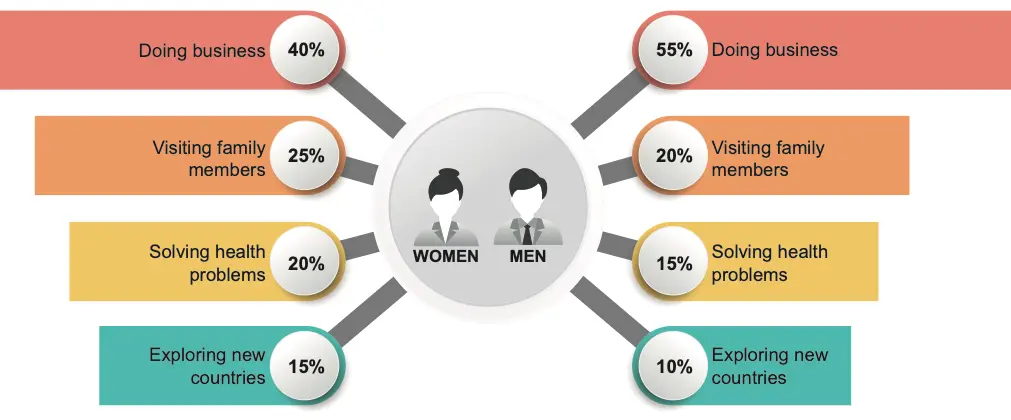 Doing business
40%
55%
Doing business
Visiting family
members
25%
20%
Visiting family
members
Solving health
problems
20%
15%
Solving health
problems
WOMEN
MEN
Exploring new
countries
15%
10%
Exploring new
countries